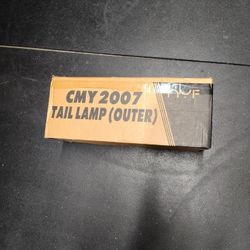 CMY 2007
TAIL LAMP (OUTER)